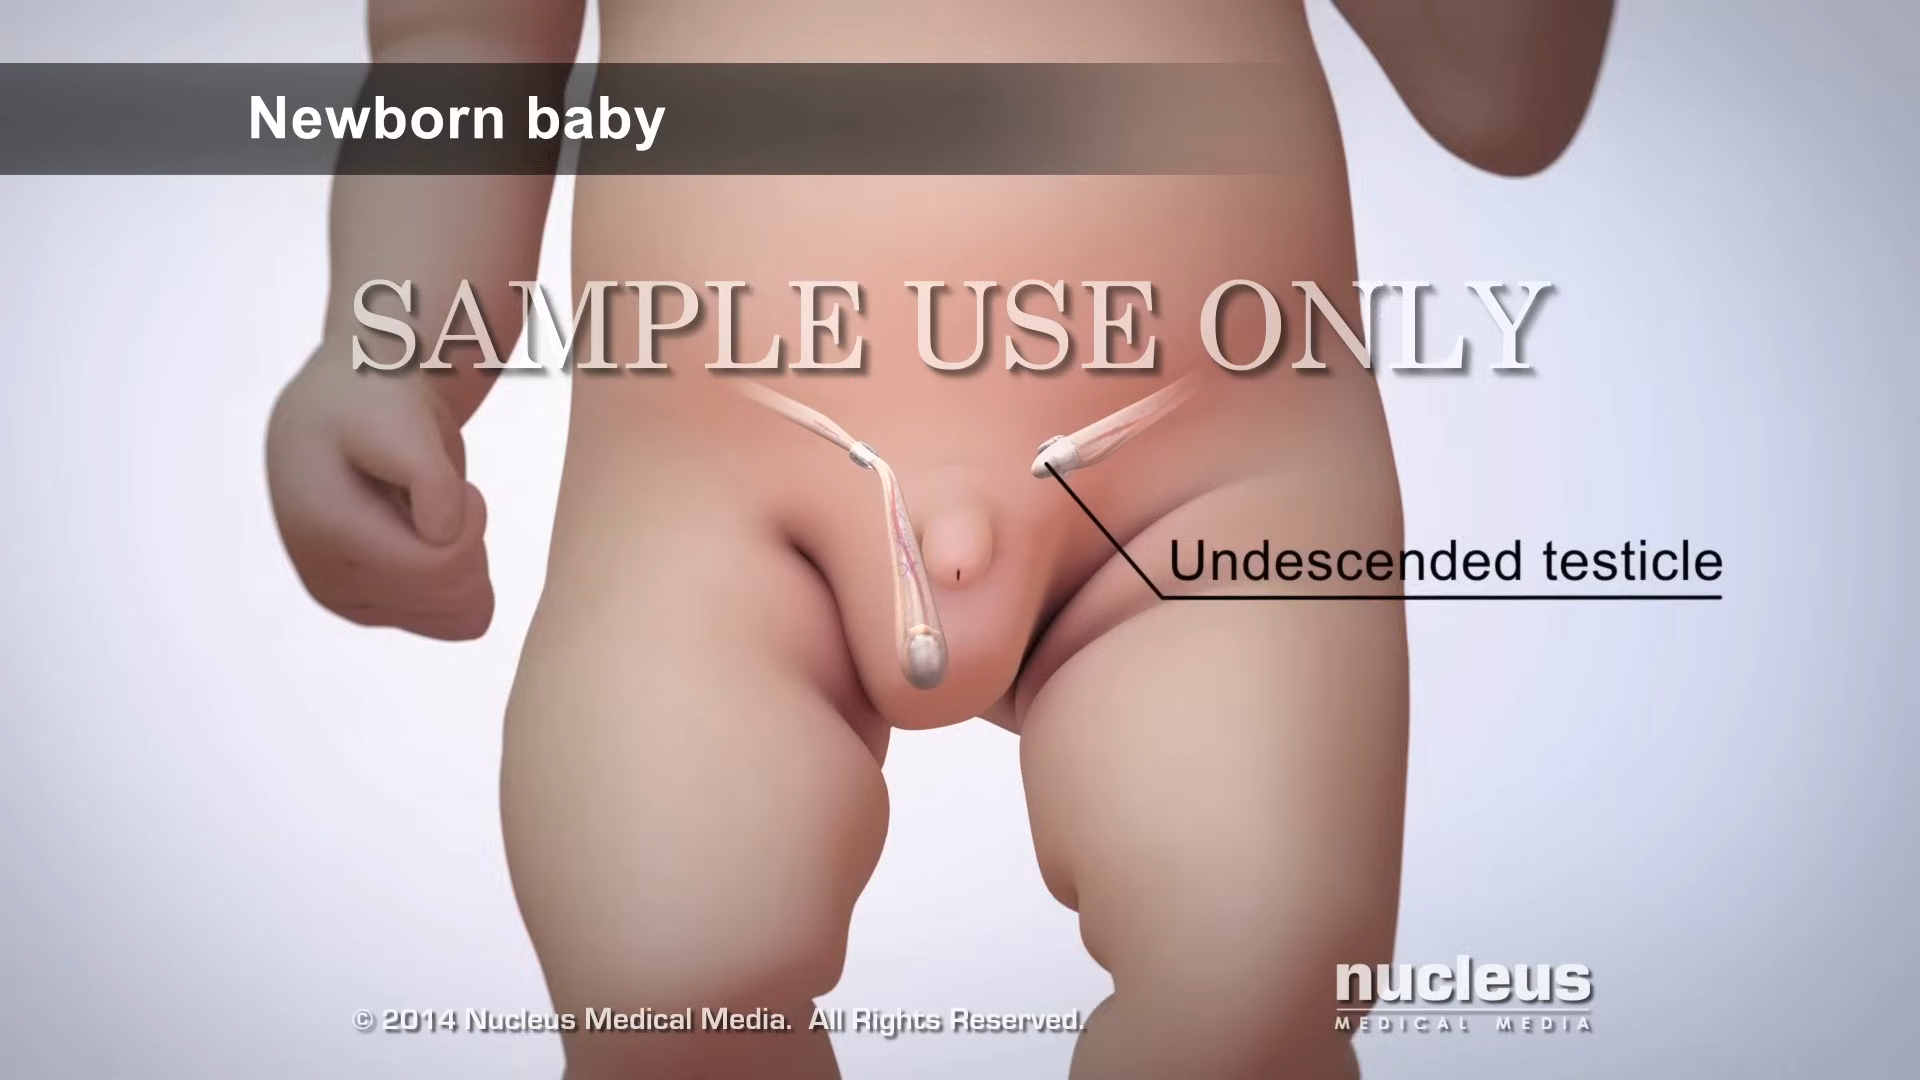 Newborn baby
SAMPLE USE ONLY
Undescended testicle
nucleus
MEDICAL MEDIA
© 2014 Nucleus Medical Media. All Rights Reserved.